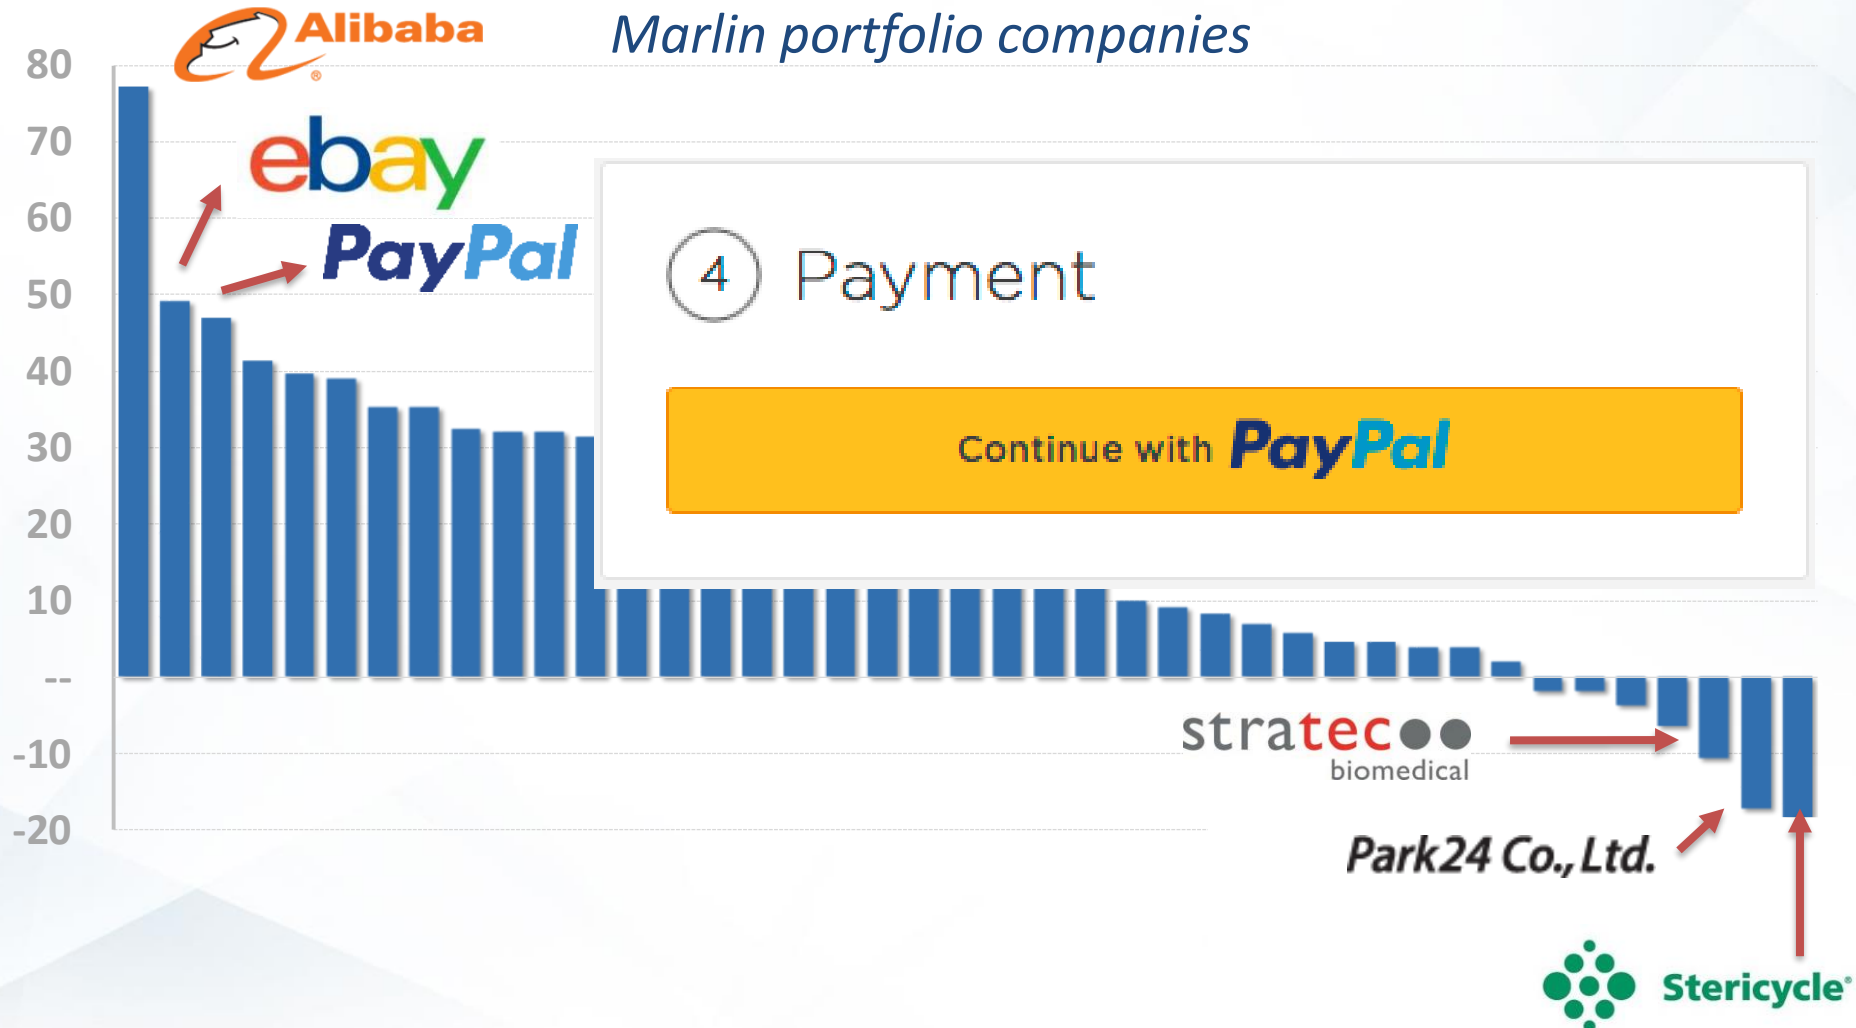 Marlin portfolio companies
Alibaba
®
80
70
60
50
40
30
20
10
--
-10
-20
ebay
PayPal
4 Payment
Continue with PayPal
stratec
biomedical
Park24 Co., Ltd.
Stericycle®